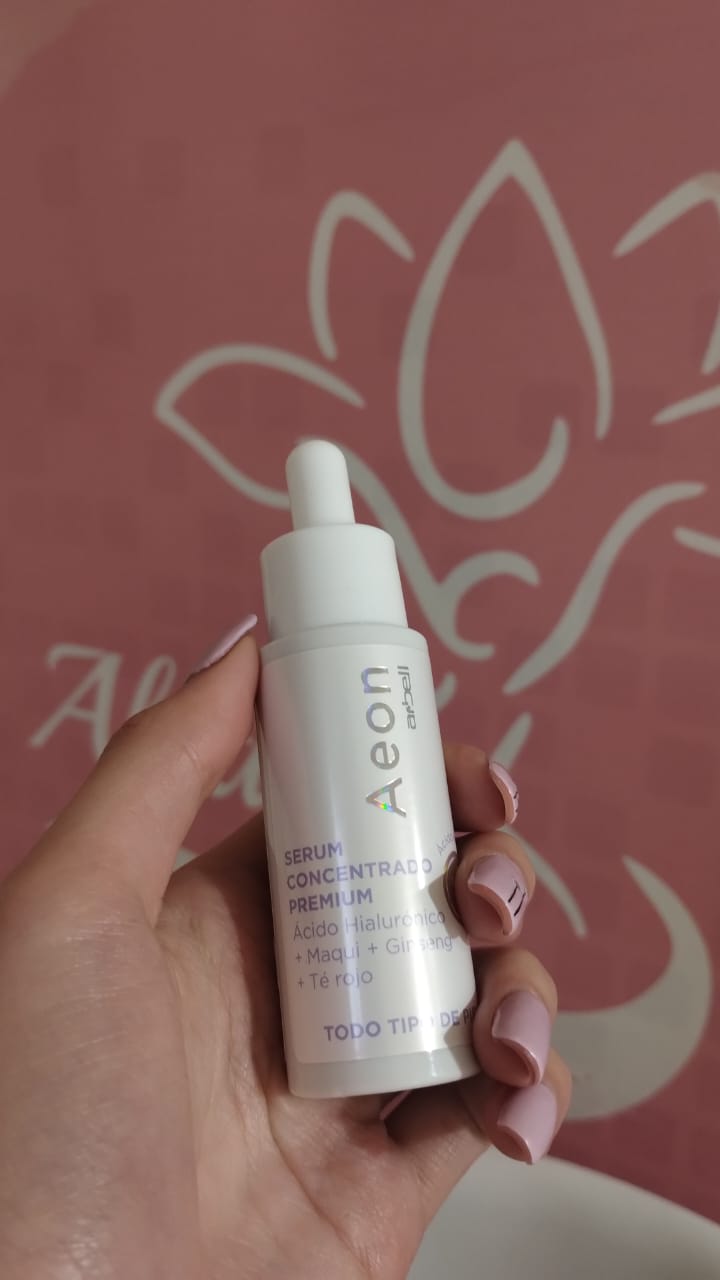 Aeon
arbell
SERUM
CONCENTRADO
PREMIUM
Ácido Hialurónico
+ Maqui + Ginseng
+ Té rojo
TODO TIPO DE